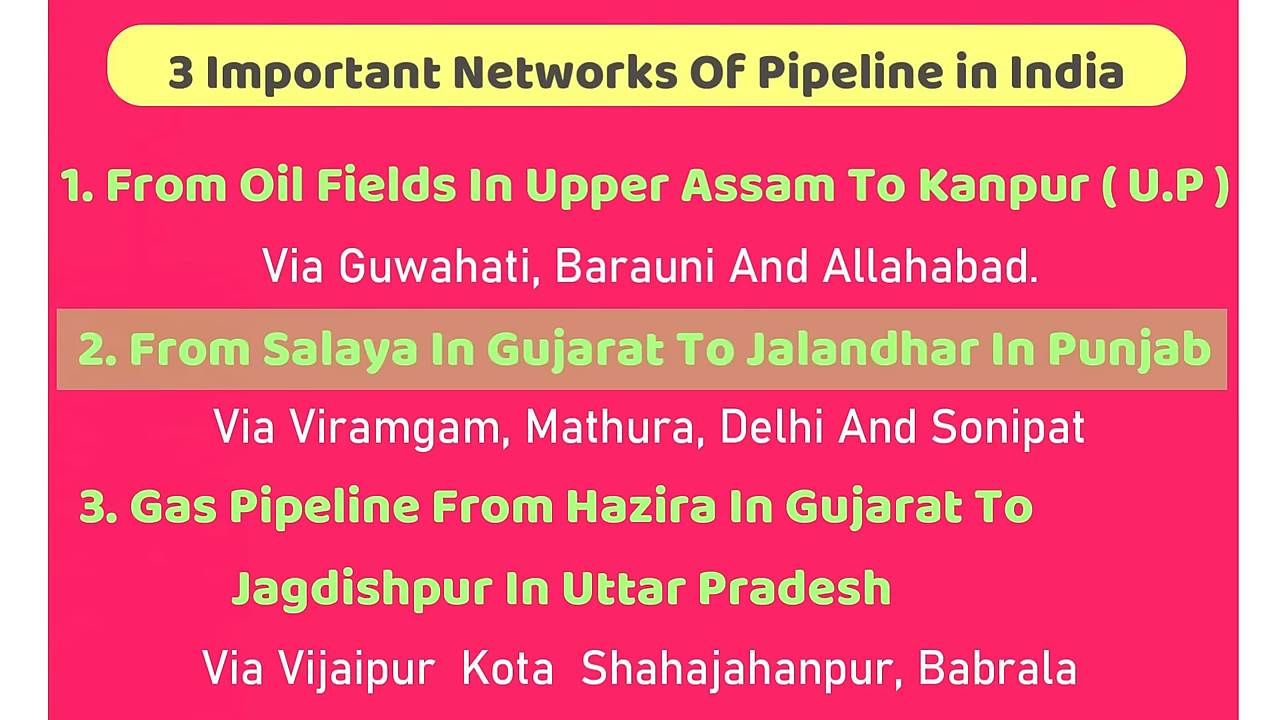 3 Important Networks Of Pipeline in India
1. From Oil Fields In Upper Assam To Kanpur ( U.P )
Via Guwahati, Barauni And Allahabad.
2. From Salaya In Gujarat To Jalandhar In Punjab
Via Viramgam, Mathura, Delhi And Sonipat
3. Gas Pipeline From Hazira In Gujarat To
Jagdishpur In Uttar Pradesh
Via Vijaipur Kota Shahajahanpur, Babrala